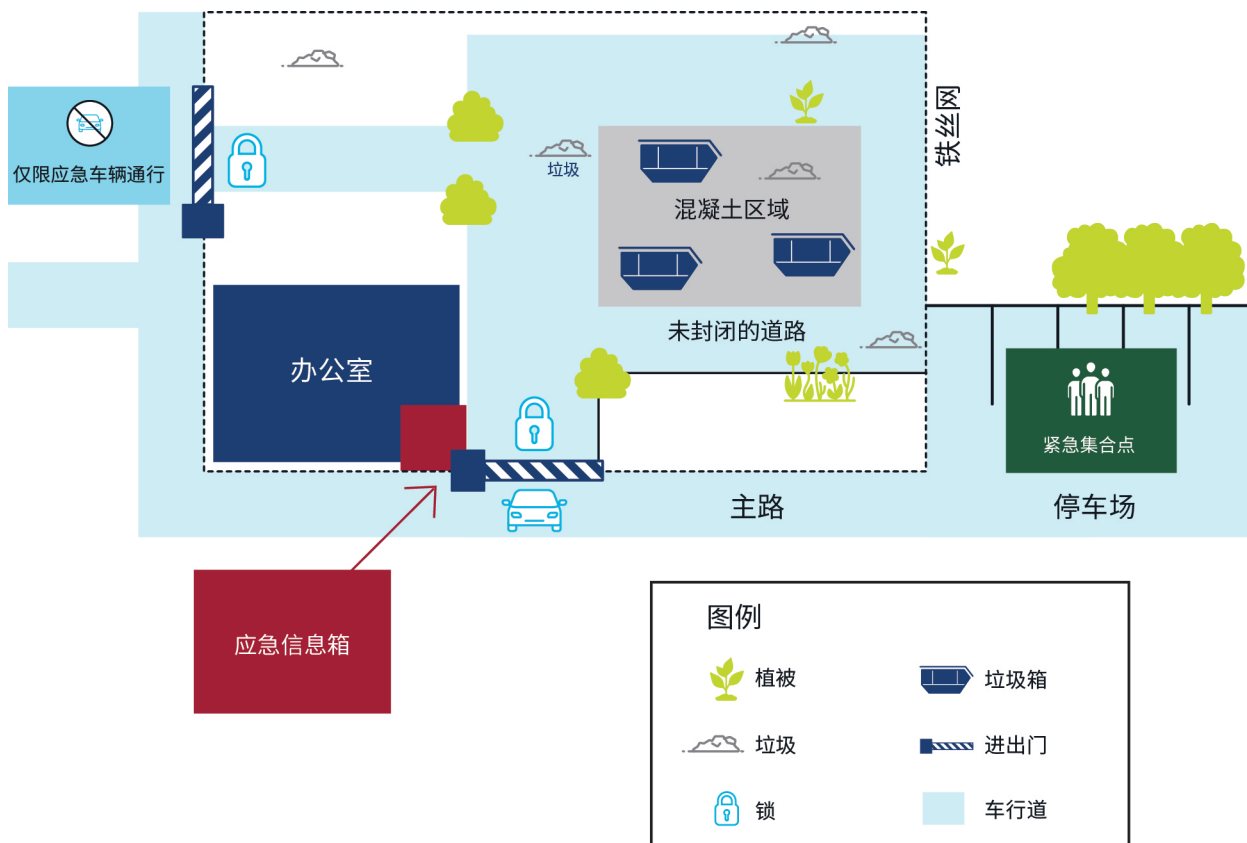 铁丝网
仅限应急车辆通行
垃圾
混凝土区域
未封闭的道路
办公室
紧急集合点
主路
停车场
应急信息箱
图例
植被
垃圾箱
垃圾
进出门
锁
车行道